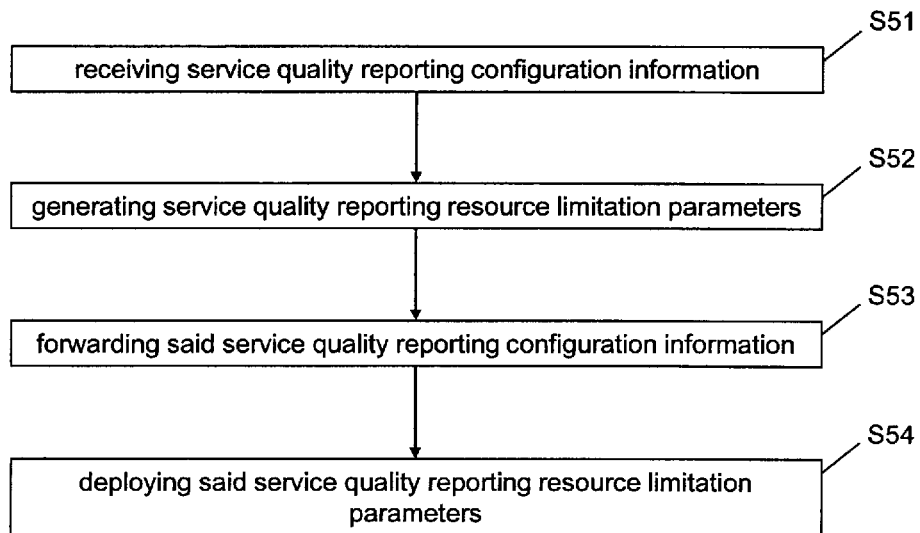 S51
receiving service quality reporting configuration information
S52
generating service quality reporting resource limitation parameters
S53
forwarding said service quality reporting configuration information
S54
deploying said service quality reporting resource limitation
parameters